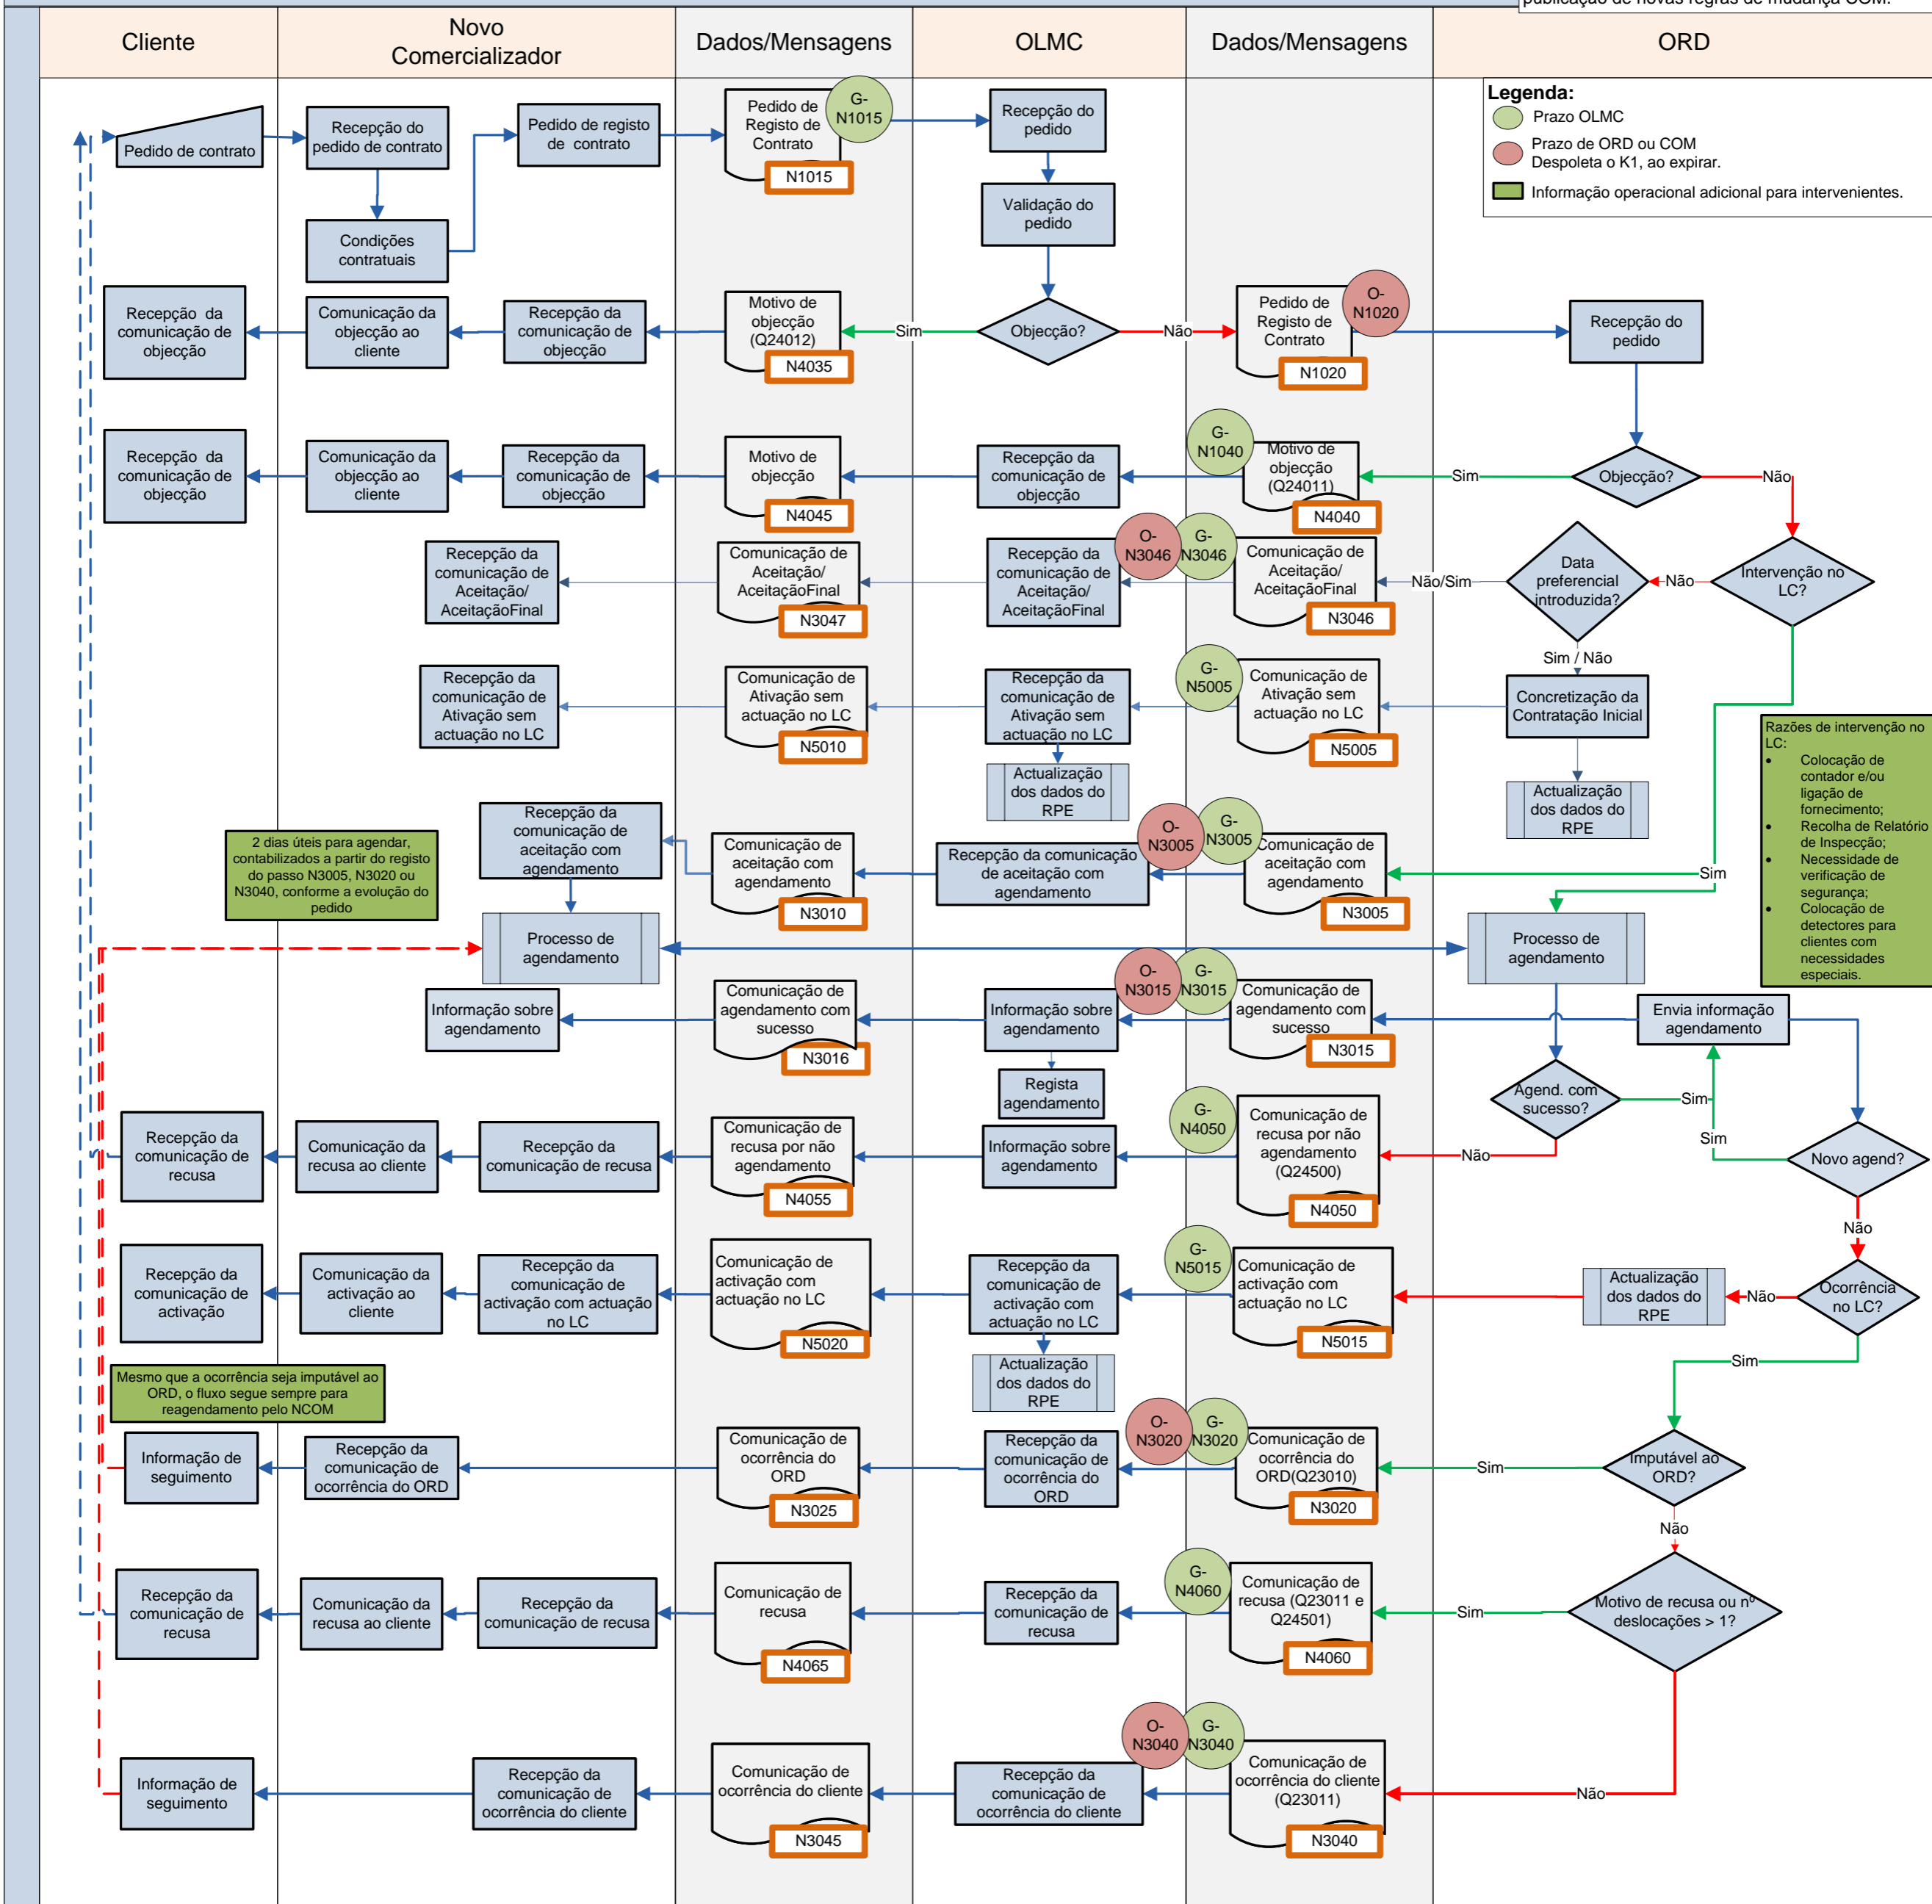 publicação de novas regras de mudança COM.
Cliente
Novo
Comercializador
Dados/Mensagens
OLMC
Dados/Mensagens
ORD
Legenda:
Prazo OLMC
Prazo de ORD ou COM
Despoleta o K1, ao expirar.
Informação operacional adicional para intervenientes.
Pedido de contrato
Recepção do
pedido de contrato
Condições
contratuais
Pedido de registo
de contrato
Pedido de
Registo de
Contrato
N1015
G-
N1015
Recepção do
pedido
Validação do
pedido
Recepção da
comunicação de
objecção
Comunicação da
objecção ao
cliente
Recepção da
comunicação de
objecção
Motivo de
objecção
(Q24012)
N4035
Sim
Objecção?
Não
Pedido de
Registo de
Contrato
N1020
O-
N1020
Recepção do
pedido
Recepção da
comunicação de
objecção
Comunicação da
objecção ao
cliente
Recepção da
comunicação de
objecção
Motivo de
objecção
N4045
Recepção da
comunicação de
objecção
G-
N1040
Motivo de
objecção
(Q24011)
N4040
Sim
Objecção?
Não
Recepção da
comunicação de
Aceitação/
AceitaçãoFinal
Comunicação de
Aceitação/
AceitaçãoFinal
N3047
Recepção da
comunicação de
Aceitação/
AceitaçãoFinal
O-
N3046
G-
N3046
Comunicação de
Aceitação/
AceitaçãoFinal
N3046
Não/Sim
Data
preferencial
introduzida?
Não
Intervenção no
LC?
Sim / Não
Recepção da
comunicação de
Ativação sem
actuação no LC
Comunicação de
Ativação sem
actuação no LC
N5010
Recepção da
comunicação de
Ativação sem
actuação no LC
G-
N5005
Comunicação de
Ativação sem
actuação no LC
N5005
Concretização da
Contratação Inicial
Actualização
dos dados do
RPE
Actualização
dos dados do
RPE
Razões de intervenção no
LC:
• Colocação de
contador e/ou
ligação de
fornecimento;
• Recolha de Relatório
de Inspecção;
• Necessidade de
verificação de
segurança;
• Colocação de
detectores para
clientes com
necessidades
especiais.
2 dias úteis para agendar,
contabilizados a partir do registo
do passo N3005, N3020 ou
N3040, conforme a evolução do
pedido
Recepção da
comunicação de
aceitação com
agendamento
Comunicação de
aceitação com
agendamento
N3010
Recepção da comunicação
de aceitação com
agendamento
O-
N3005
G-
N3005
Comunicação de
aceitação com
agendamento
N3005
Sim
Processo de
agendamento
Processo de
agendamento
Informação sobre
agendamento
Comunicação de
agendamento com
sucesso
N3016
Informação sobre
agendamento
O-
N3015
G-
N3015
Comunicação de
agendamento com
sucesso
N3015
Envia informação
agendamento
Regista
agendamento
Agend. com
sucesso?
Sim
Sim
Novo agend?
Recepção da
comunicação de
recusa
Comunicação da
recusa ao cliente
Recepção da
comunicação de recusa
Comunicação de
recusa por não
agendamento
N4055
Informação sobre
agendamento
G-
N4050
Comunicação de
recusa por não
agendamento
(Q24500)
N4050
Não
Não
Recepção da
comunicação de
activação
Comunicação da
activação ao
cliente
Recepção da
comunicação de
activação com actuação
no LC
Comunicação de
activação com
actuação no LC
N5020
Recepção da
comunicação de
activação com
actuação no LC
G-
N5015
Comunicação de
activação com
actuação no LC
N5015
Actualização
dos dados do
RPE
Não
Ocorrência
no LC?
Sim
Actualização
dos dados do
RPE
Mesmo que a ocorrência seja imputável ao
ORD, o fluxo segue sempre para
reagendamento pelo NCOM
Informação de
seguimento
Recepção da
comunicação de
ocorrência do ORD
Comunicação de
ocorrência do
ORD
N3025
Recepção da
comunicação de
ocorrência do
ORD
O-
N3020
G-
N3020
Comunicação de
ocorrência do
ORD(Q23010)
N3020
Sim
Imputável ao
ORD?
Não
Recepção da
comunicação de
recusa
Comunicação da
recusa ao cliente
Recepção da
comunicação de recusa
Comunicação de
recusa
N4065
Recepção da
comunicação de
recusa
G-
N4060
Comunicação de
recusa (Q23011 e
Q24501)
N4060
Sim
Motivo de recusa ou nº
deslocações > 1?
Informação de
seguimento
Recepção da
comunicação de
ocorrência do cliente
Comunicação de
ocorrência do cliente
N3045
Recepção da
comunicação de
ocorrência do cliente
O-
N3040
G-
N3040
Comunicação de
ocorrência do cliente
(Q23011)
N3040
Não